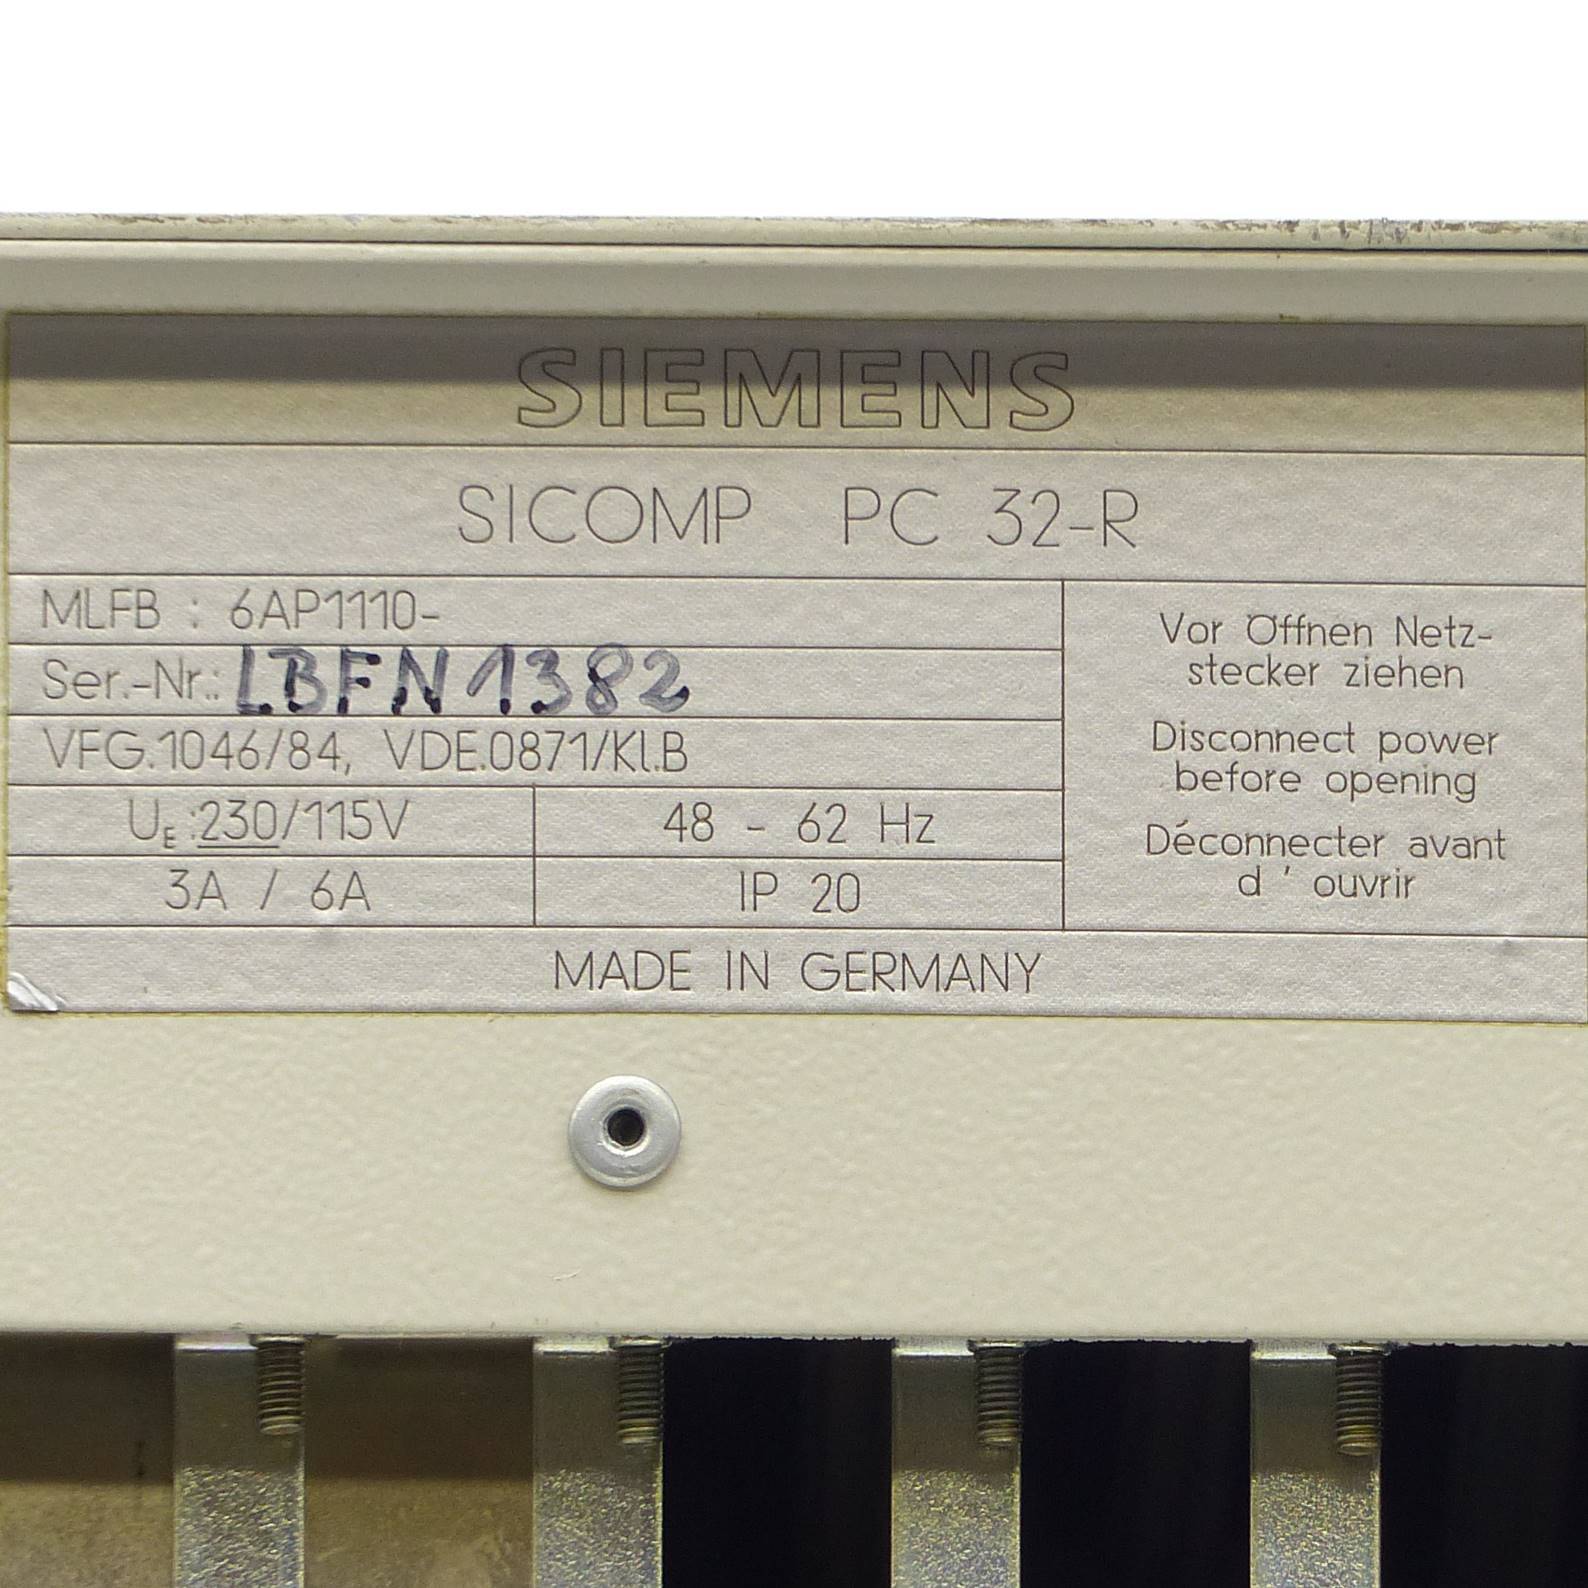 SIEMENS
SICOMP PC 32-R
MLFB : 6AP1110-
Ser.-Nr.: LBFN1382
VFG.1046/84, VDE.0871/Kl.B
UE:230/115V 48 - 62 Hz
3A / 6A IP 20
Vor Öffnen Netz-
stecker ziehen
Disconnect power
before opening
Déconnecter avant
d ' ouvrir
MADE IN GERMANY